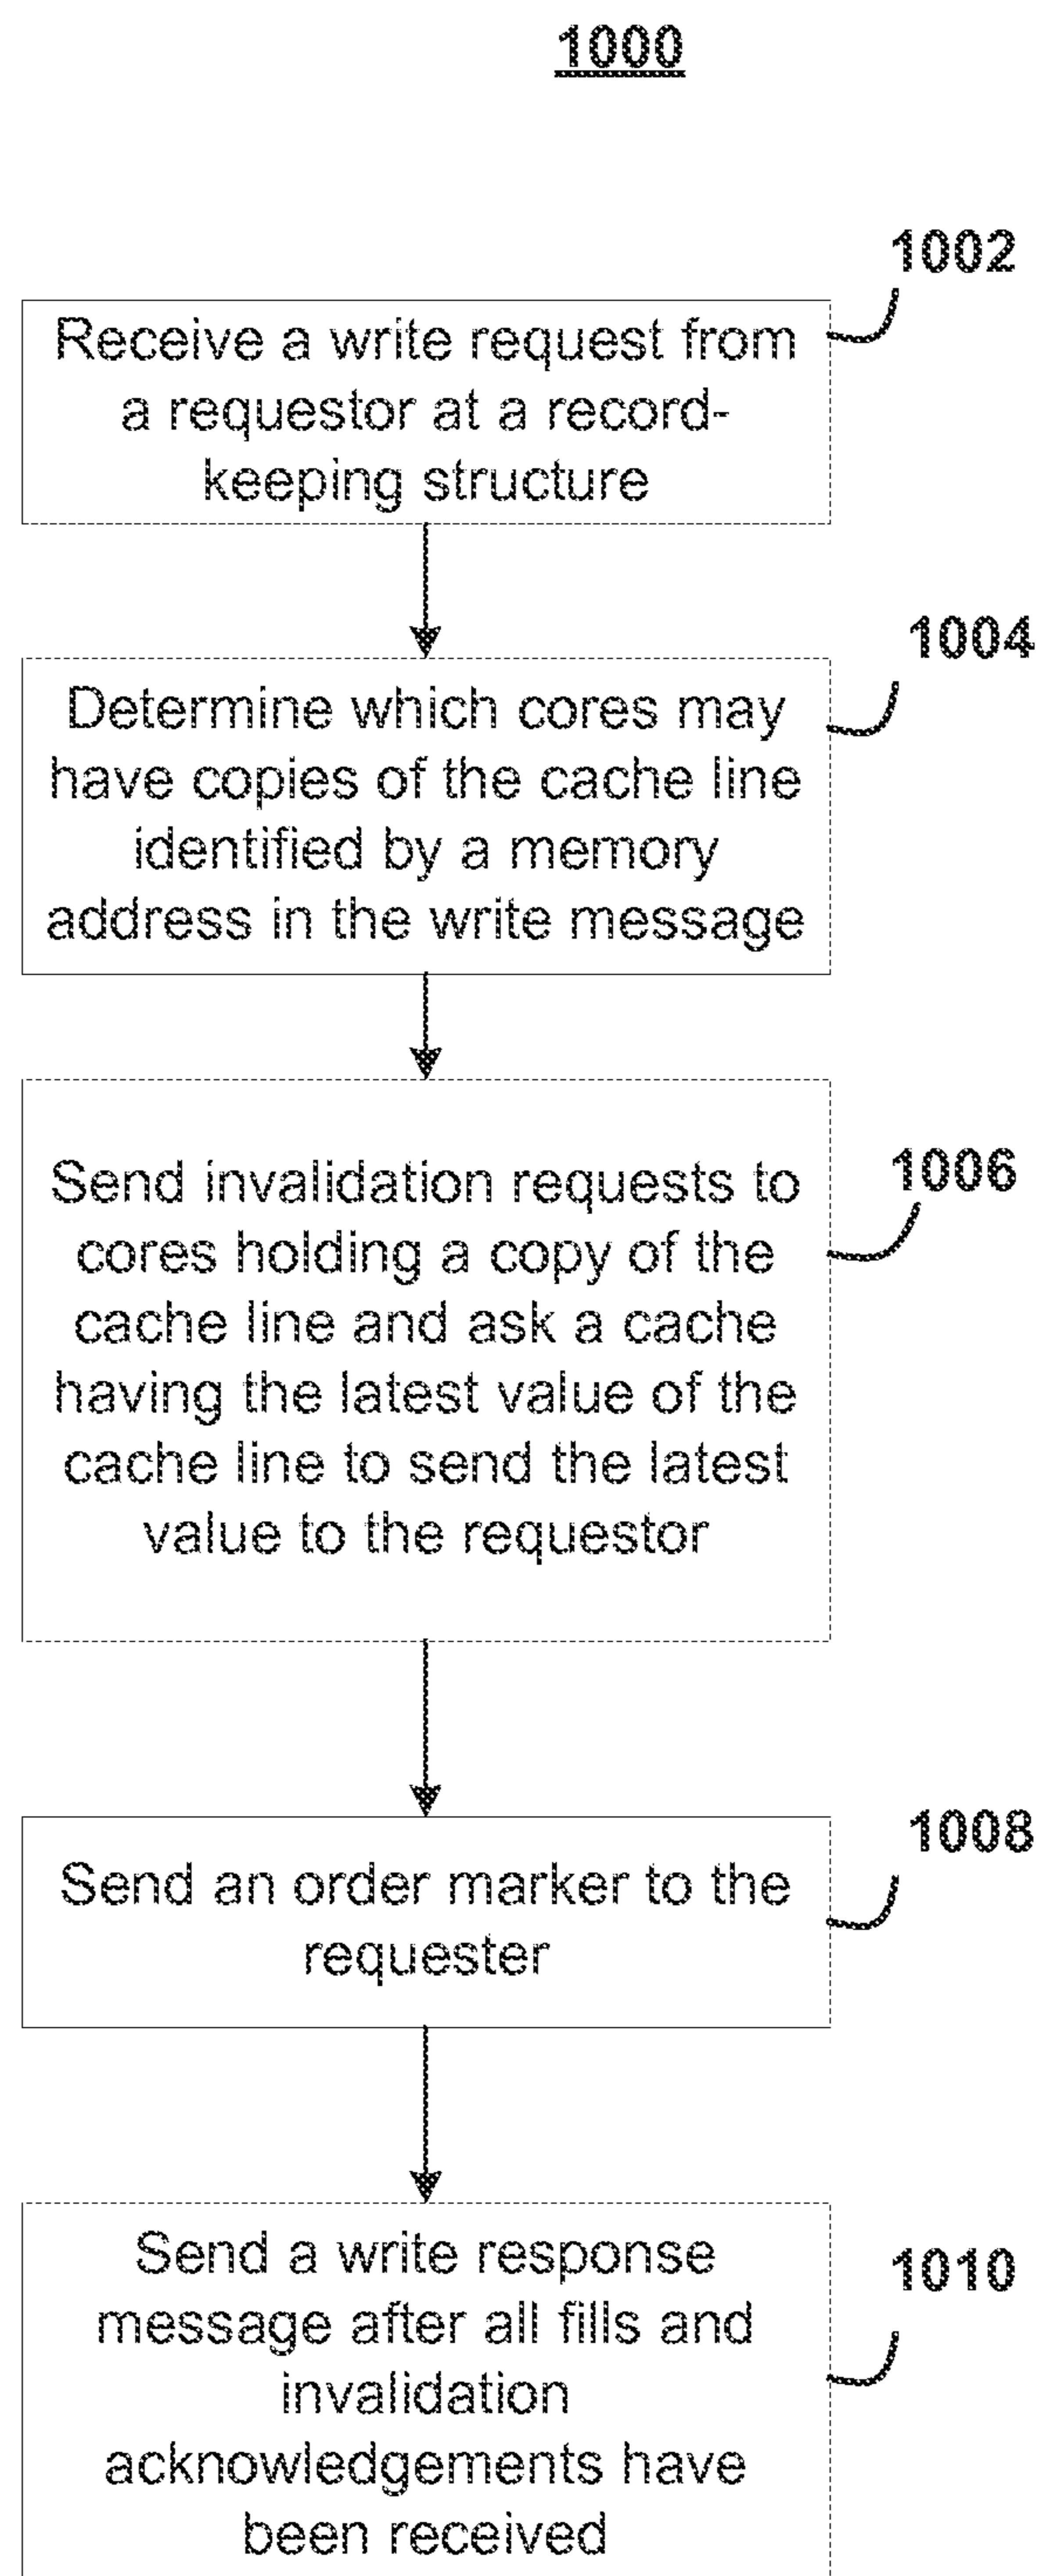 1000
1002
Receive a write request from
a requestor at a record-
keeping structure
1004
Determine which cores may
have copies of the cache line
identified by a memory
address in the write message
1006
Send invalidation requests to
cores holding a copy of the
cache line and ask a cache
having the latest value of the
cache line to send the latest
value to the requestor
1008
Send an order marker to the
requester
1010
Send a write response
message after all fills and
invalidation
acknowledgements have
been received